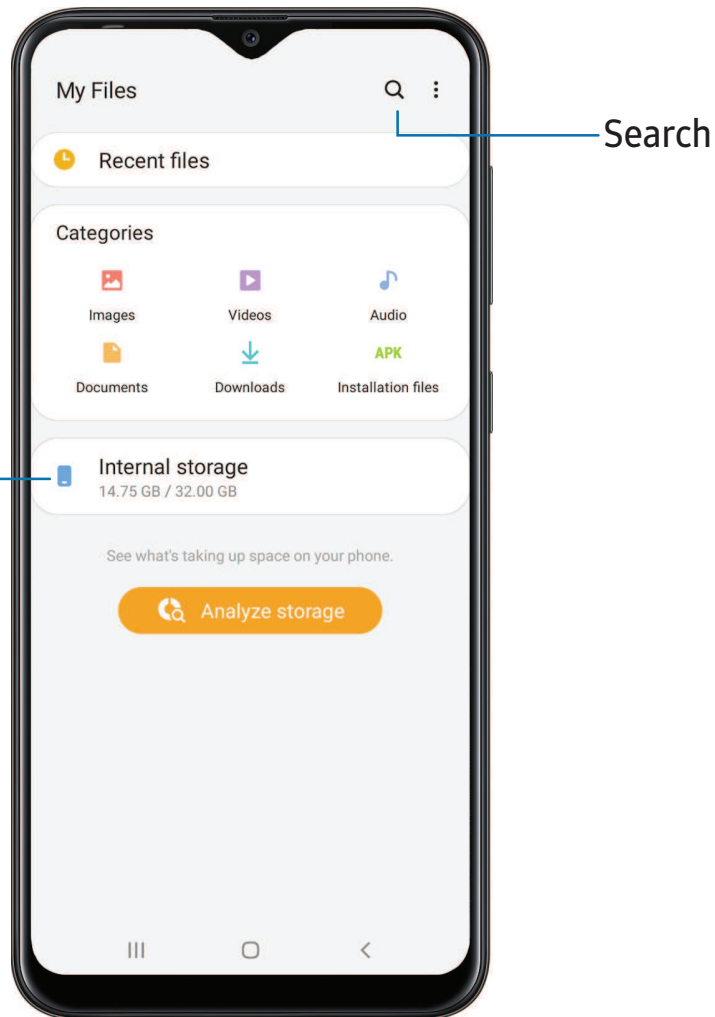 My Files
Search
Recent files
Categories
Images Videos Audio
APK
Documents Downloads Installation files
Internal storage
14.75 GB / 32.00 GB
See what's taking up space on your phone.
Analyze storage